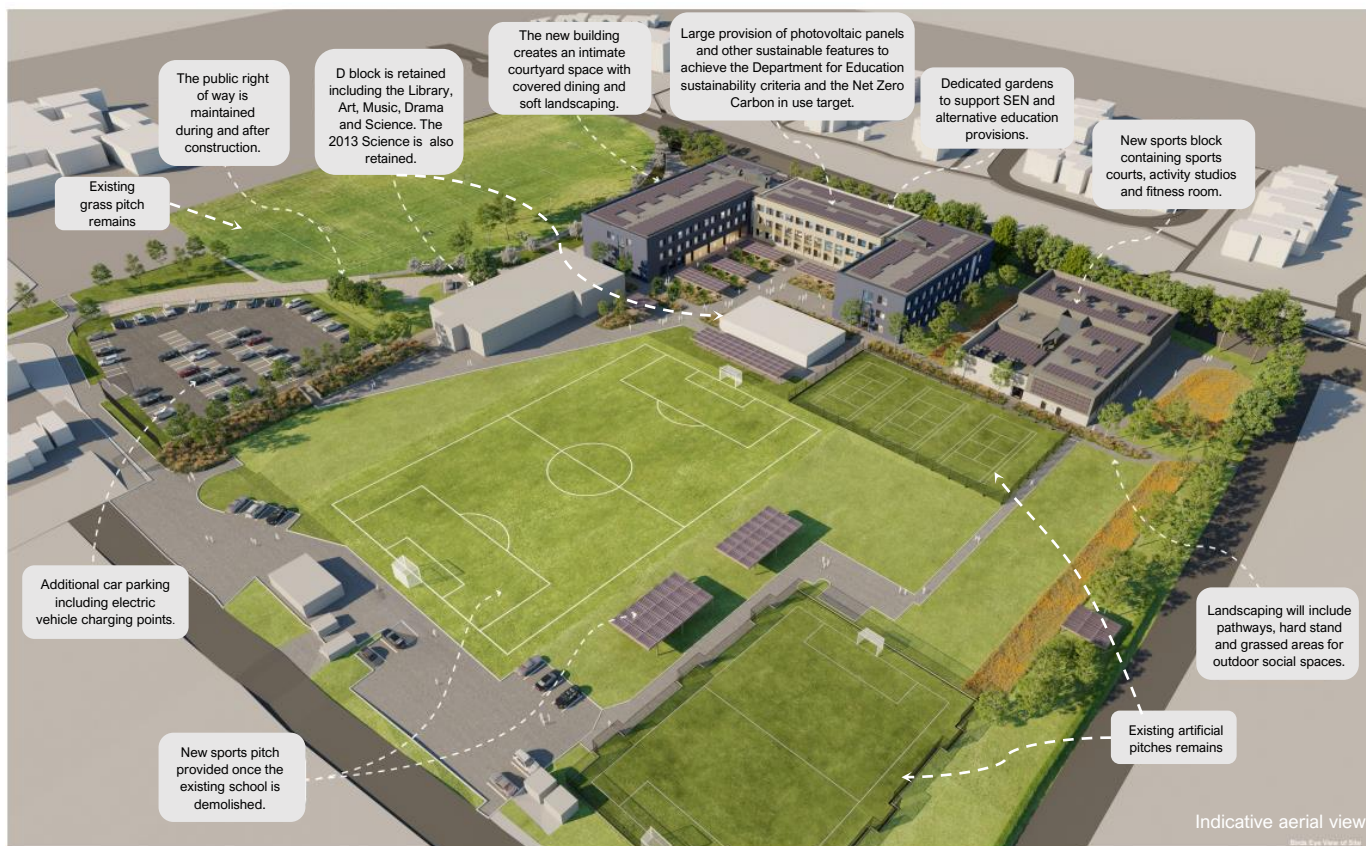 The new building
creates an intimate
courtyard space with
covered dining and
soft landscaping.
Large provision of photovoltaic panels
and other sustainable features to
achieve the Department for Education
sustainability criteria and the Net Zero
Carbon in use target.
The public right
of way is
maintained
during and after
construction.
D block is retained
including the Library,
Art, Music, Drama
and Science. The
2013 Science is also
retained.
Dedicated gardens
to support SEN and
alternative education
provisions.
New sports block
containing sports
courts, activity studios
and fitness room.
Existing
grass pitch
remains
Additional car parking
including electric
vehicle charging points.
Landscaping will include
pathways, hard stand
and grassed areas for
outdoor social spaces.
New sports pitch
provided once the
existing school is
demolished.
Existing artificial
pitches remains
Indicative aerial view
Birds Eye View of Site